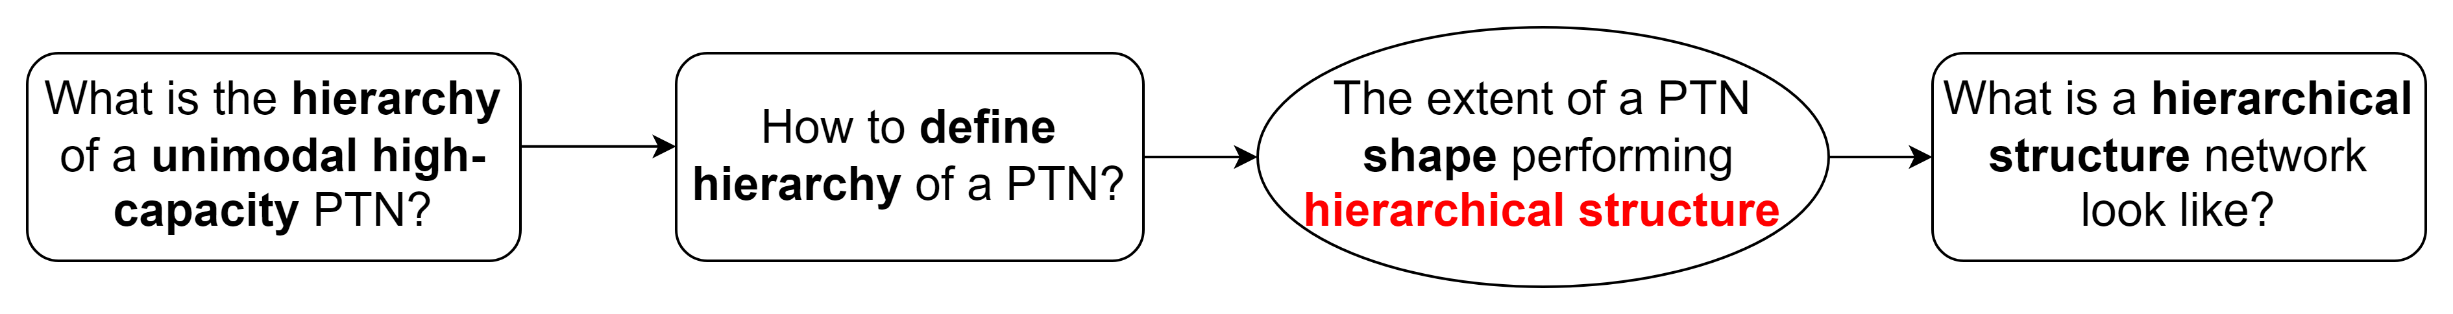 What is the hierarchy
of a unimodal high-
capacity PTN?
How to define
hierarchy of a PTN?
The extent of a PTN
shape performing
hierarchical structure
What is a hierarchical
structure network
look like?